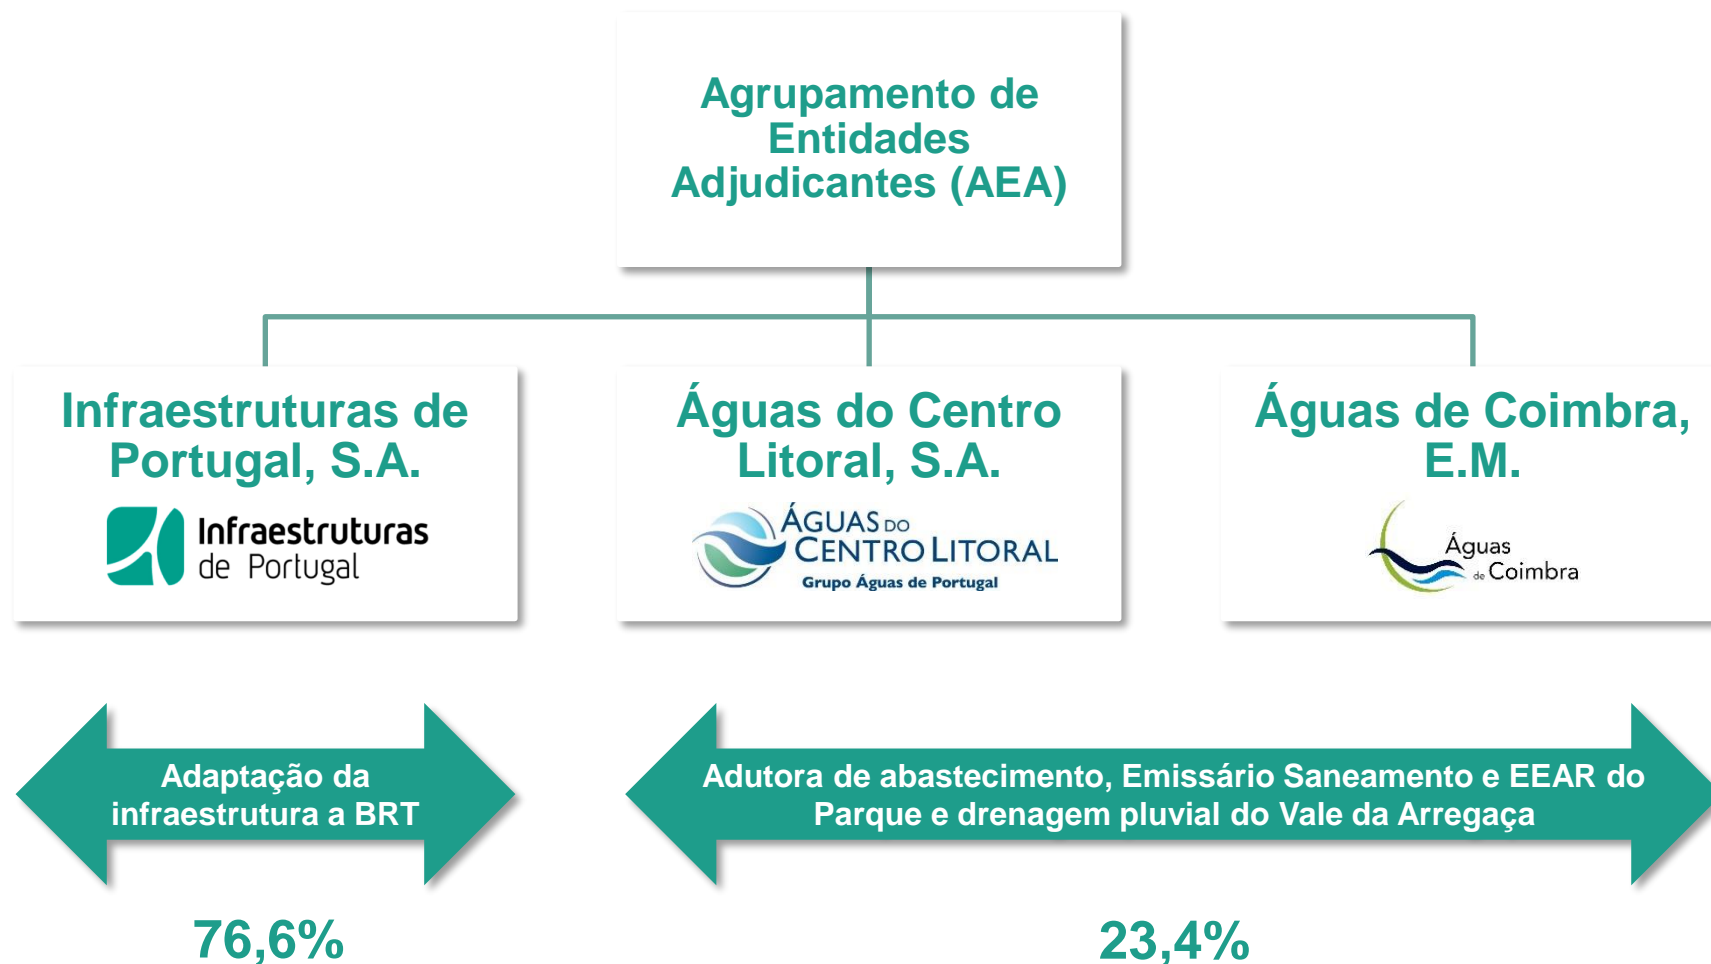 Agrupamento de
Entidades
Adjudicantes (AEA)
Infraestruturas de
Portugal, S.A.
Infraestruturas
de Portugal
Águas do Centro
Litoral, S.A.
ÁGUAS DO
CENTRO LITORAL
Grupo Águas de Portugal
Águas de Coimbra,
E.M.
Águas
de Coimbra
Adaptação da
infraestrutura a BRT
Adutora de abastecimento, Emissário Saneamento e EEAR do
Parque e drenagem pluvial do Vale da Arregaça
76,6%
23,4%